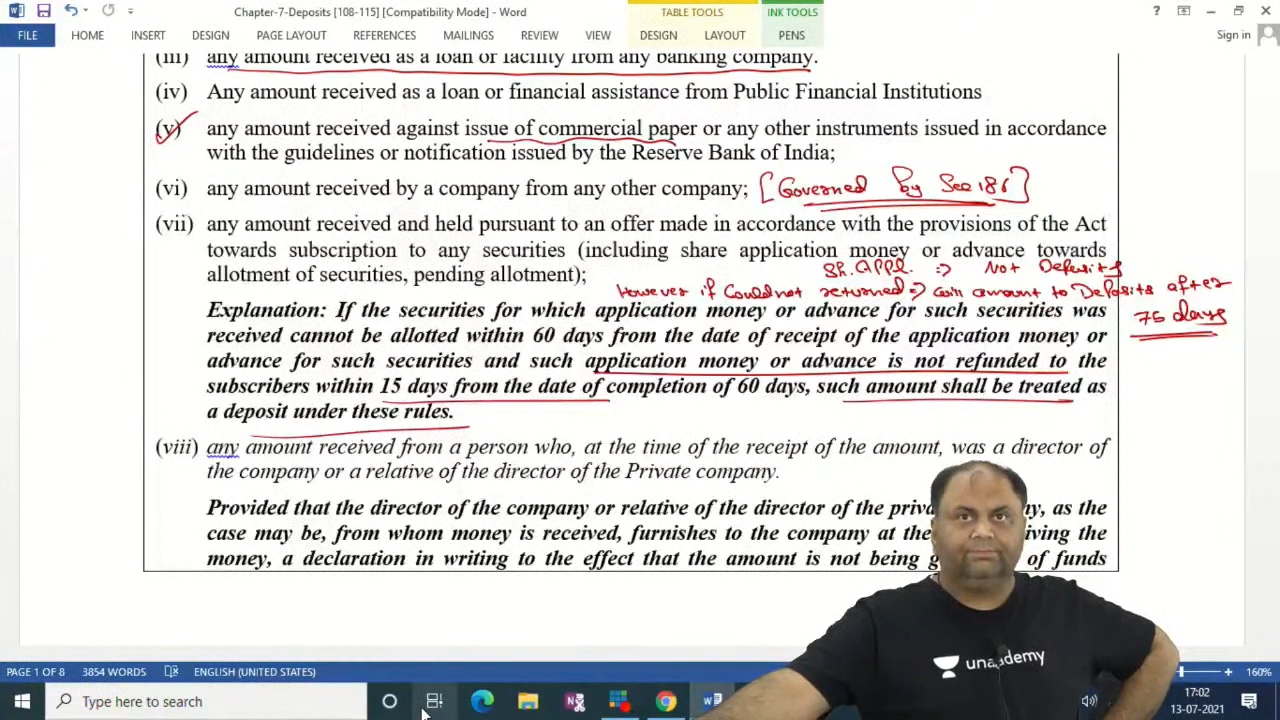 Chapter-7-Deposits [108-115] [Compatibility Mode] - Word
TABLE TOOLS
INK TOOLS
?
FILE HOME INSERT DESIGN PAGE LAYOUT REFERENCES MAILINGS REVIEW VIEW DESIGN LAYOUT PENS Sign in
(iii) any amount received as a loan or facility from any banking company.
(iv) Any amount received as a loan or financial assistance from Public Financial Institutions
(v) any amount received against issue of commercial paper or any other instruments issued in accordance
with the guidelines or notification issued by the Reserve Bank of India;
(vi) any amount received by a company from any other company; [Governed by Sec 186]
(vii) any amount received and held pursuant to an offer made in accordance with the provisions of the Act
towards subscription to any securities (including share application money or advance towards
allotment of securities, pending allotment);
Sh. Appl. => Not Deposits
However if Could not returned => amount to Deposits after
75 days
Explanation: If the securities for which application money or advance for such securities was
received cannot be allotted within 60 days from the date of receipt of the application money or
advance for such securities and such application money or advance is not refunded to the
subscribers within 15 days from the date of completion of 60 days, such amount shall be treated as
a deposit under these rules.
(viii) any amount received from a person who, at the time of the receipt of the amount, was a director of
the company or a relative of the director of the Private company.
Provided that the director of the company or relative of the director of the as the
case may be, from whom money is received, furnishes to the company at the the
money, a declaration in writing to the effect that the amount is not being of funds
unacademy
PAGE 1 OF 8 3854 WORDS ENGLISH (UNITED STATES) 160%
Type here to search
17:02
13-07-2021